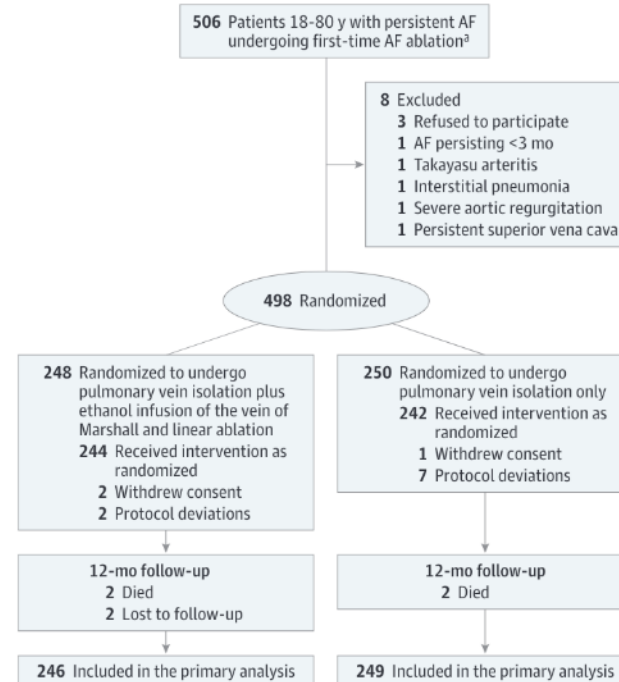 506 Patients 18-80 y with persistent AF
undergoing first-time AF ablationᵃ
8 Excluded
3 Refused to participate
1 AF persisting <3 mo
1 Takayasu arteritis
1 Interstitial pneumonia
1 Severe aortic regurgitation
1 Persistent superior vena cava
498 Randomized
248 Randomized to undergo
pulmonary vein isolation plus
ethanol infusion of the vein of
Marshall and linear ablation
244 Received intervention as
randomized
2 Withdrew consent
2 Protocol deviations
250 Randomized to undergo
pulmonary vein isolation only
242 Received intervention as
randomized
1 Withdrew consent
7 Protocol deviations
12-mo follow-up
2 Died
2 Lost to follow-up
12-mo follow-up
2 Died
246 Included in the primary analysis
249 Included in the primary analysis